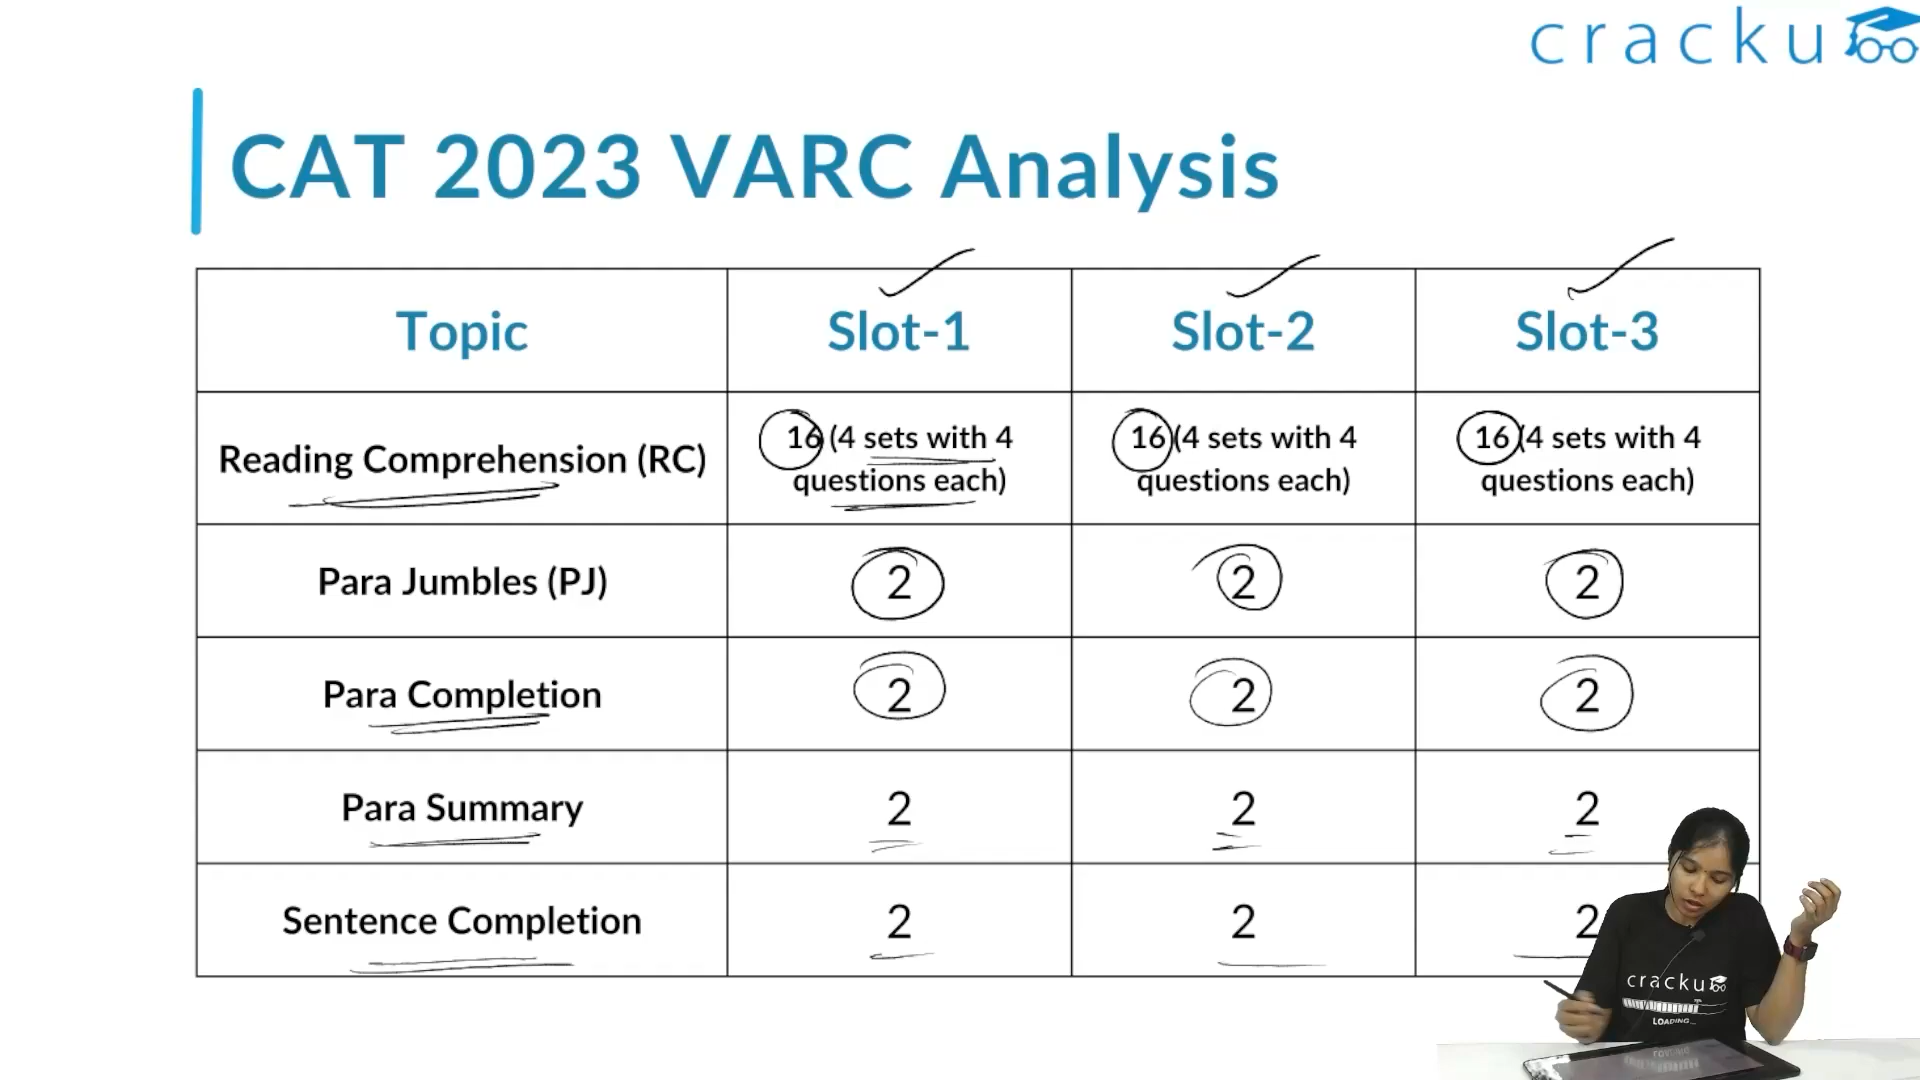 cracku
CAT 2023 VARC Analysis
Topic
Slot-1
Slot-2
Slot-3
Reading Comprehension (RC)
16 (4 sets with 4
questions each)
16 (4 sets with 4
questions each)
16 (4 sets with 4
questions each)
Para Jumbles (PJ)
2
2
2
Para Completion
2
2
2
Para Summary
2
2
2
Sentence Completion
2
2
2
cracku
LOADING...